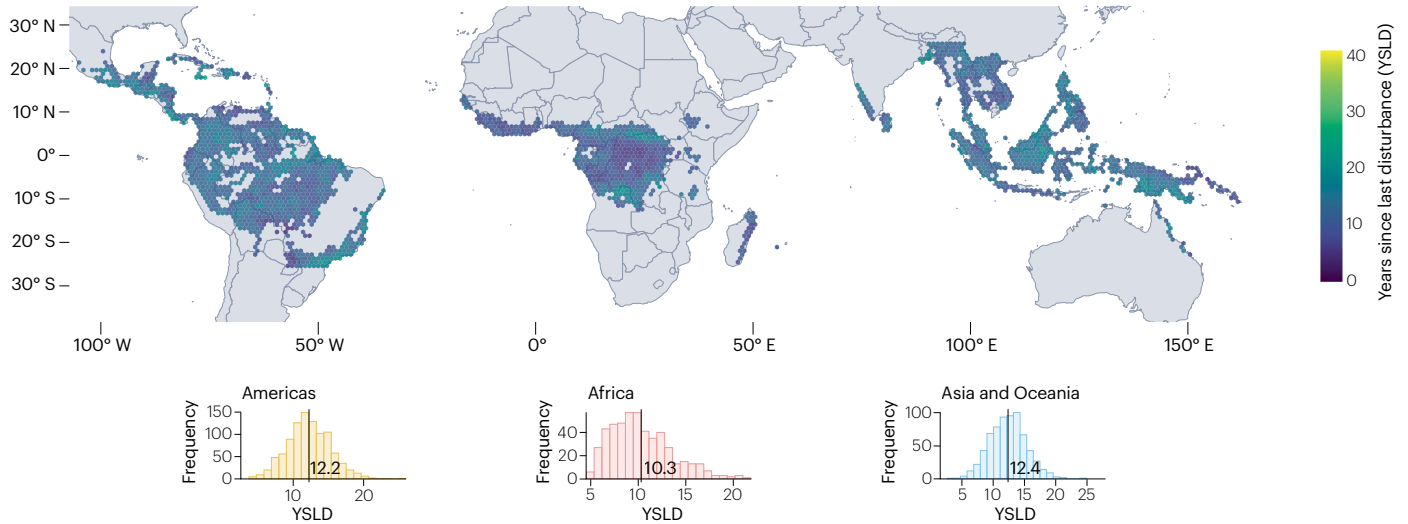 30° N
20° N
10° N
0°
10° S
20° S
30° S
100° W
50° W
0°
50° E
100° E
150° E
40
30
20
10
0
Years since last disturbance (YSLD)
Americas
Frequency
150
100
50
0
12.2
10
20
YSLD
Africa
Frequency
40
20
0
10.3
5
10
15
20
YSLD
Asia and Oceania
Frequency
100
50
0
12.4
5
10
15
20
25
YSLD